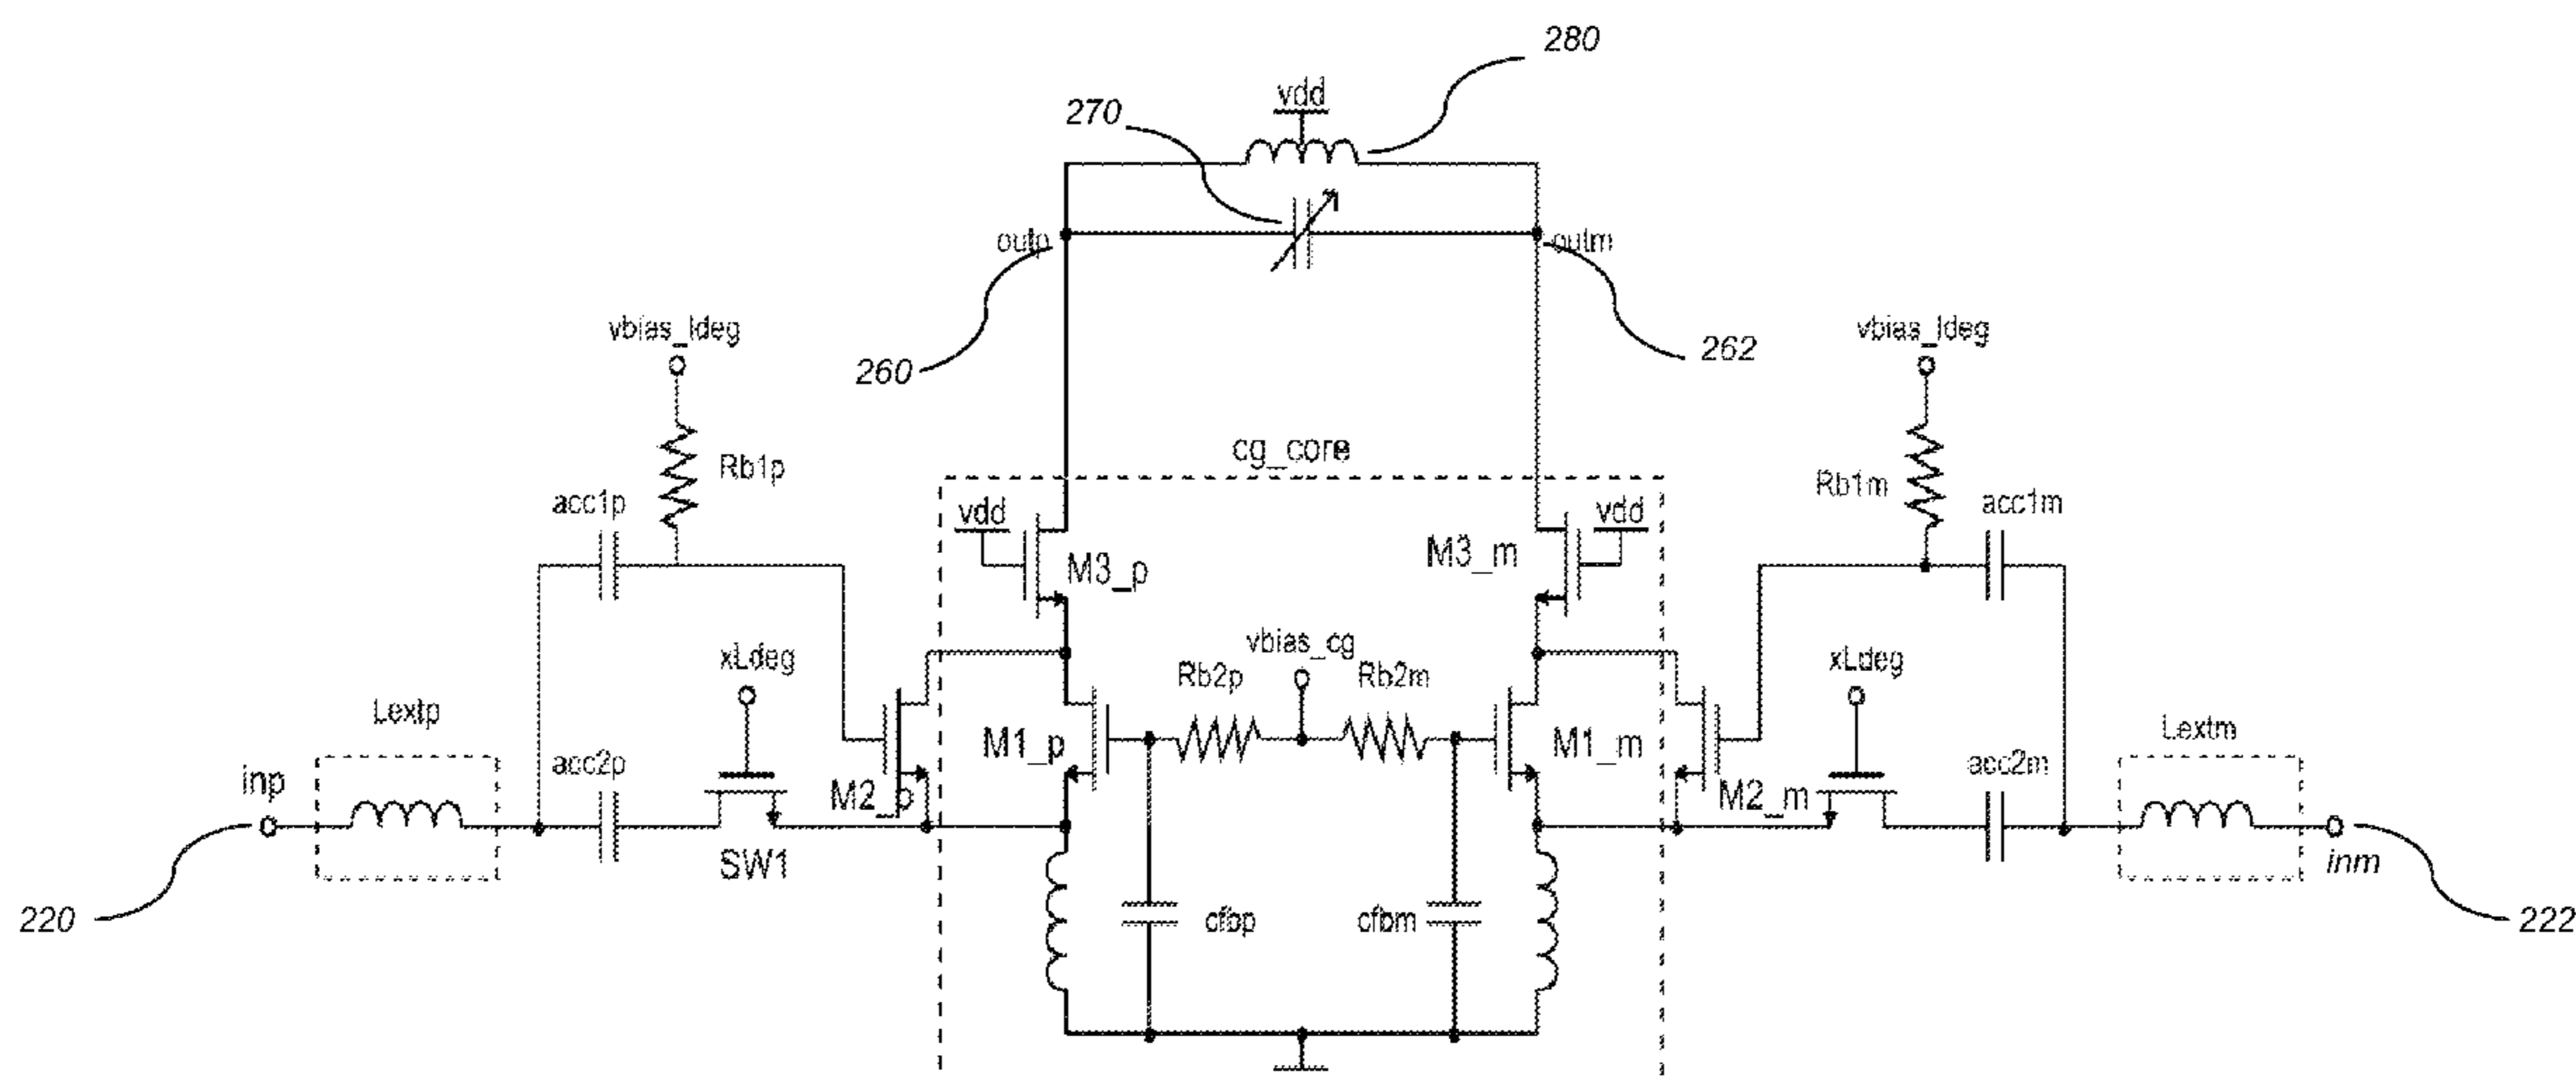 280
vdd
270
outp
outm
vbias_ldeg
vbias_ldeg
260
262
cg_core
Rb1p
Rb1m
acc1p
acc1m
vdd
vdd
M3_p
M3_m
vbias_cg
xLdeg
Rb2p
Rb2m
xLdeg
Lextp
Lextm
M1_p
M1_m
inp
acc2p
acc2m
M2_p
M2_m
SW1
inm
220
cfbp
cfbm
222